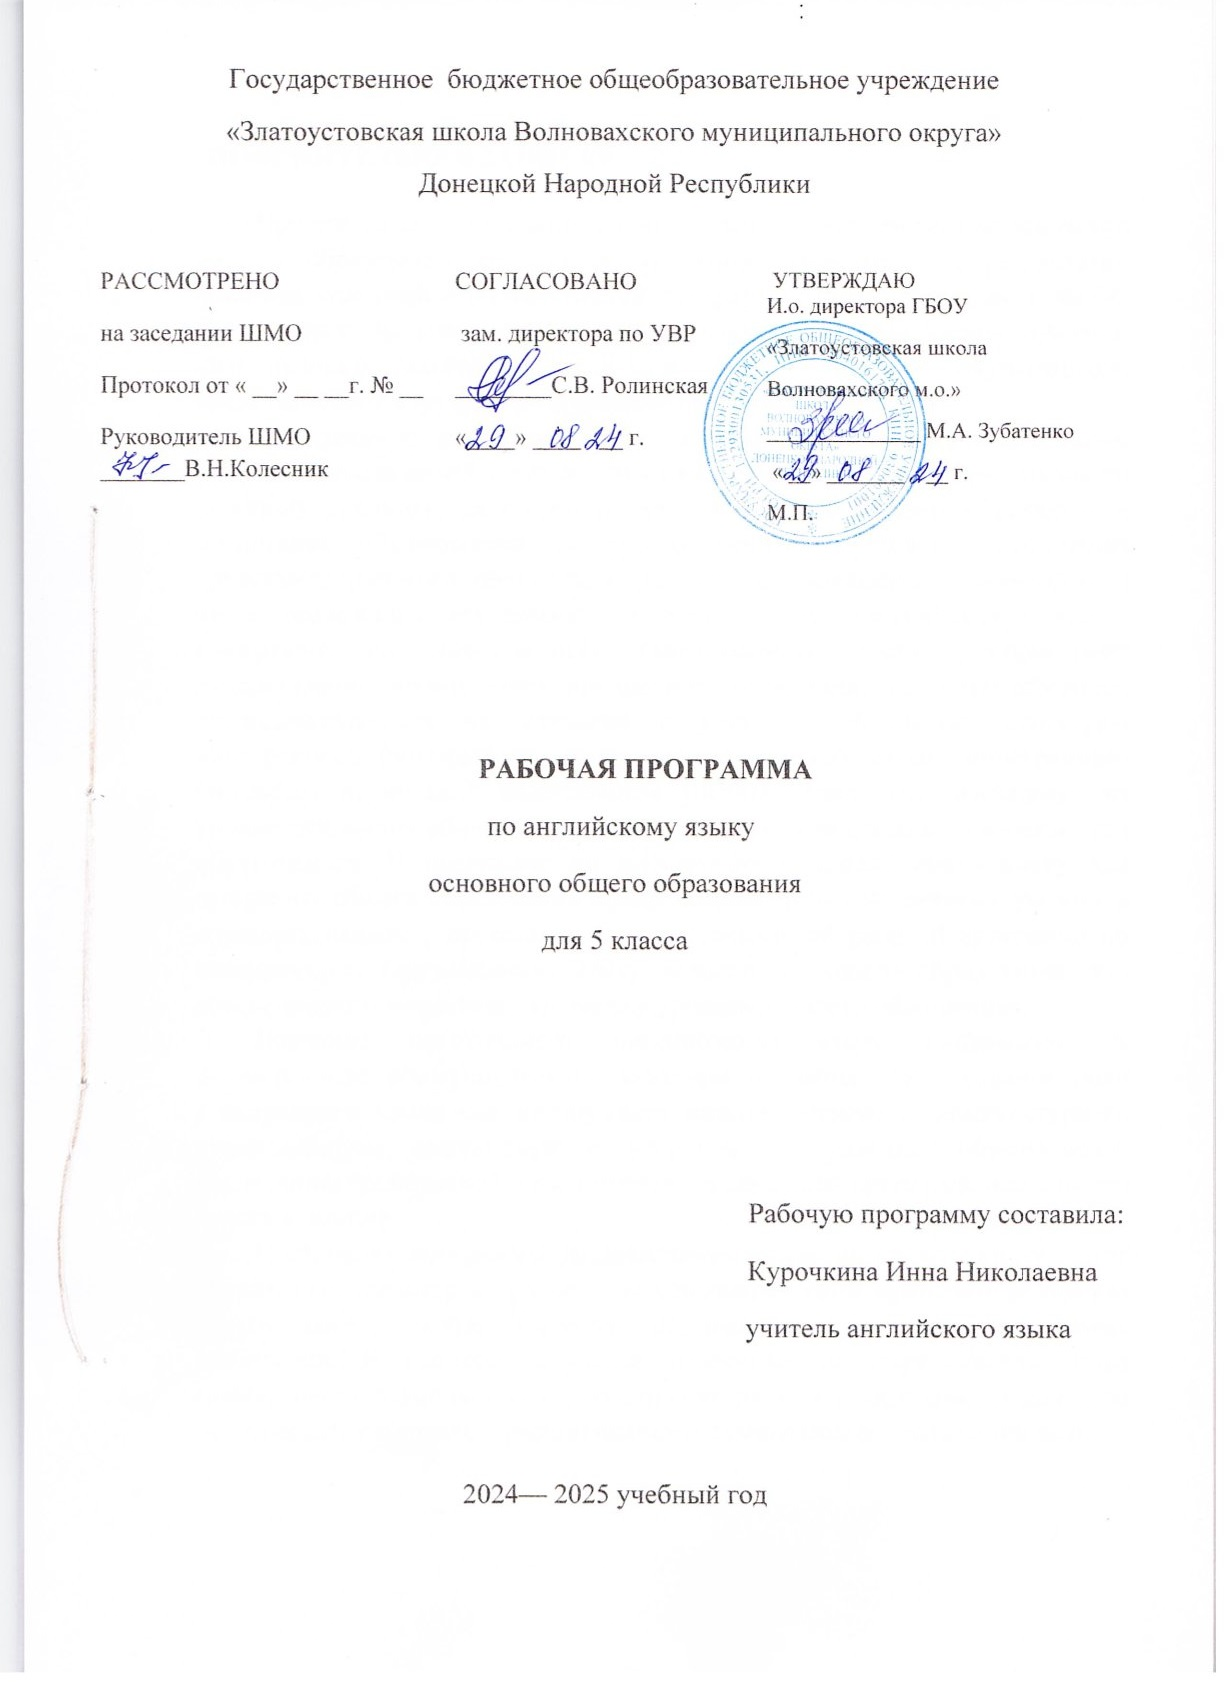 Государственное бюджетное общеобразовательное учреждение
«Златоустовская школа Волновахского муниципального округа»
Донецкой Народной Республики
РАССМОТРЕНО
на заседании ШМО
Протокол от « __» __ __г. № __
Руководитель ШМО
_______В.Н.Колесник
СОГЛАСОВАНО
зам. директора по УВР
________С.В. Ролинская
«29» 08 24 г.
УТВЕРЖДАЮ
И.о. директора ГБОУ
«Златоустовская школа
Волновахского м.о.»
_____________ М.А. Зубатенко
«29» 08 24 г.
М.П.
РАБОЧАЯ ПРОГРАММА
по английскому языку
основного общего образования
для 5 класса
Рабочую программу составила:
Курочкина Инна Николаевна
учитель английского языка
2024— 2025 учебный год